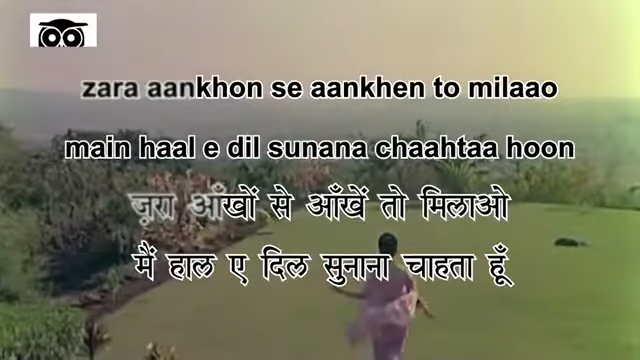 zara aankhon se aankhen to milaao
main haal e dil sunana chaahtaa hoon
ज़रा आँखों से आँखें तो मिलाओ
मैं हाल ए दिल सुनाना चाहता हूँ